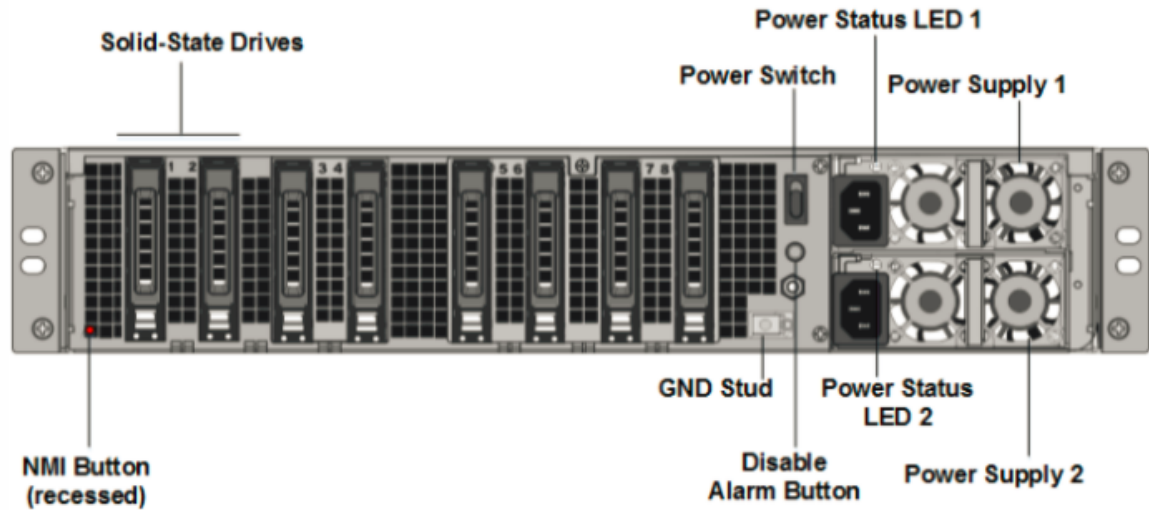 Power Status LED 1
Solid-State Drives
Power Switch
Power Supply 1
1 2
3 4
5 6
7 8
GND Stud
Power Status
LED 2
NMI Button
(recessed)
Disable
Alarm Button
Power Supply 2